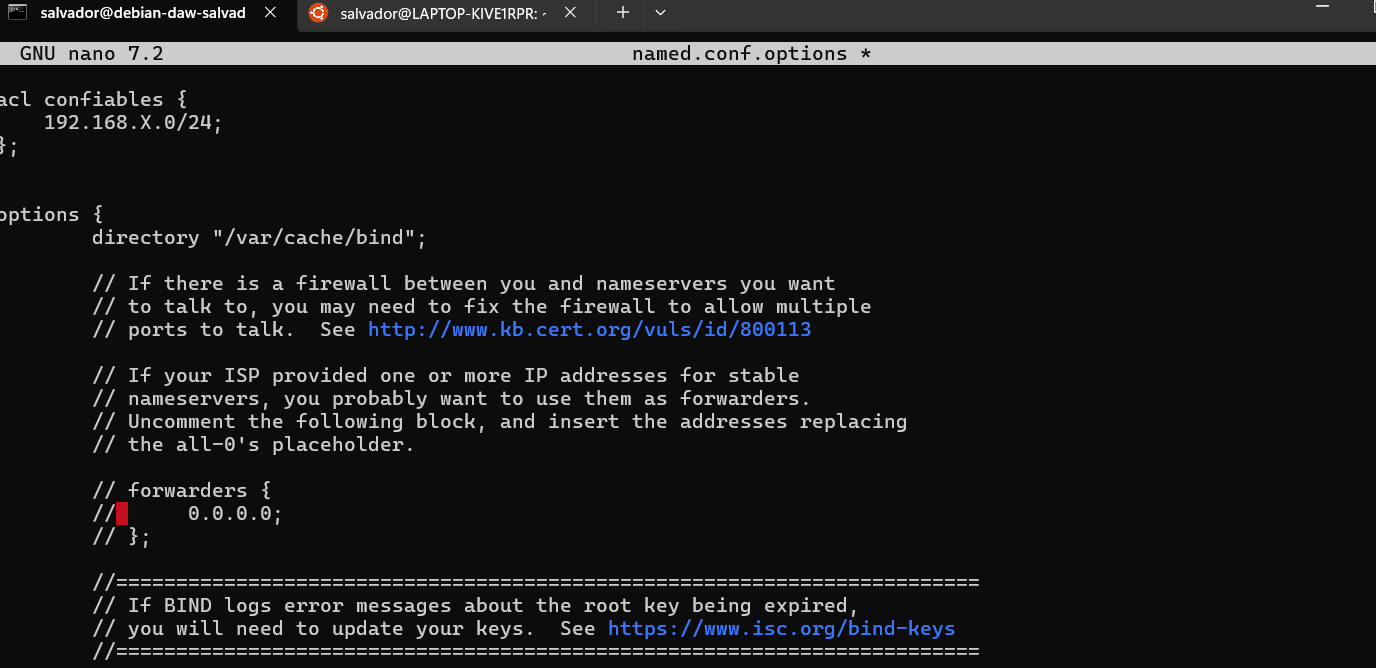 salvador@debian-daw-salvad
salvador@LAPTOP-KIVE1RPR:
GNU nano 7.2 named.conf.options *
acl confiables {
192.168.X.0/24;
};
options {
directory "/var/cache/bind";
// If there is a firewall between you and nameservers you want
// to talk to, you may need to fix the firewall to allow multiple
// ports to talk. See http://www.kb.cert.org/vuls/id/800113
// If your ISP provided one or more IP addresses for stable
// nameservers, you probably want to use them as forwarders.
// Uncomment the following block, and insert the addresses replacing
// the all-0's placeholder.
// forwarders {
// 0.0.0.0;
// };
//========================================================================
// If BIND logs error messages about the root key being expired,
// you will need to update your keys. See https://www.isc.org/bind-keys
//========================================================================